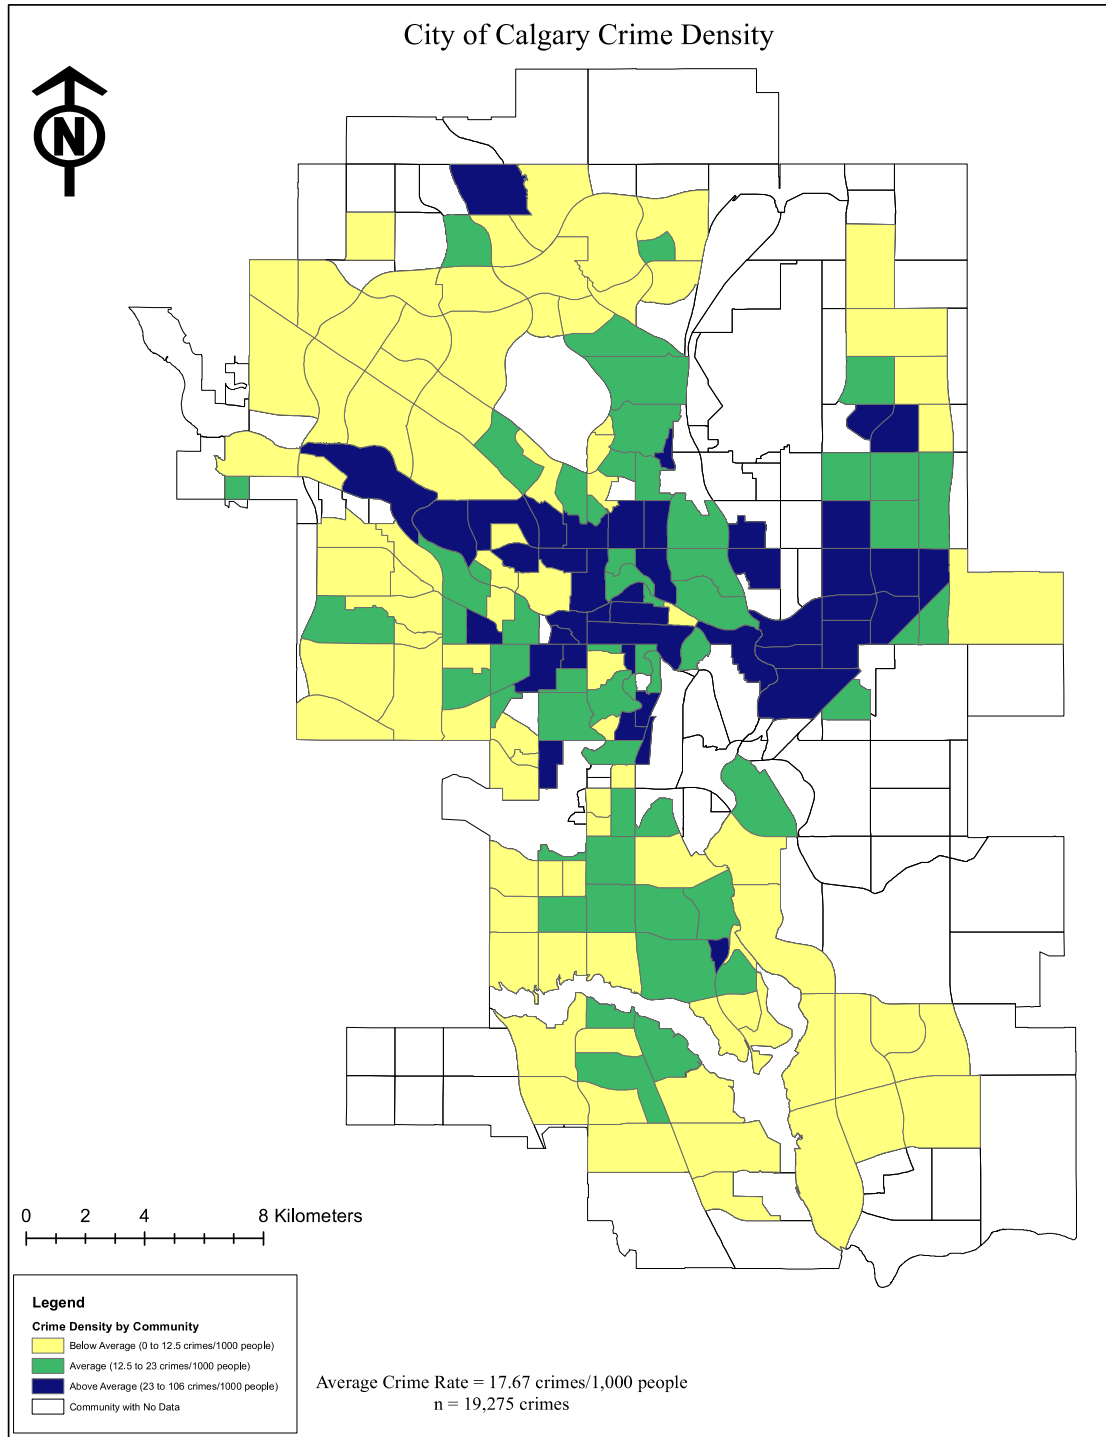 City of Calgary Crime Density
N
0 2 4 8 Kilometers
Legend
Crime Density by Community
Below Average (0 to 12.5 crimes/1000 people)
Average (12.5 to 23 crimes/1000 people)
Above Average (23 to 106 crimes/1000 people)
Community with No Data
Average Crime Rate = 17.67 crimes/1,000 people
n = 19,275 crimes